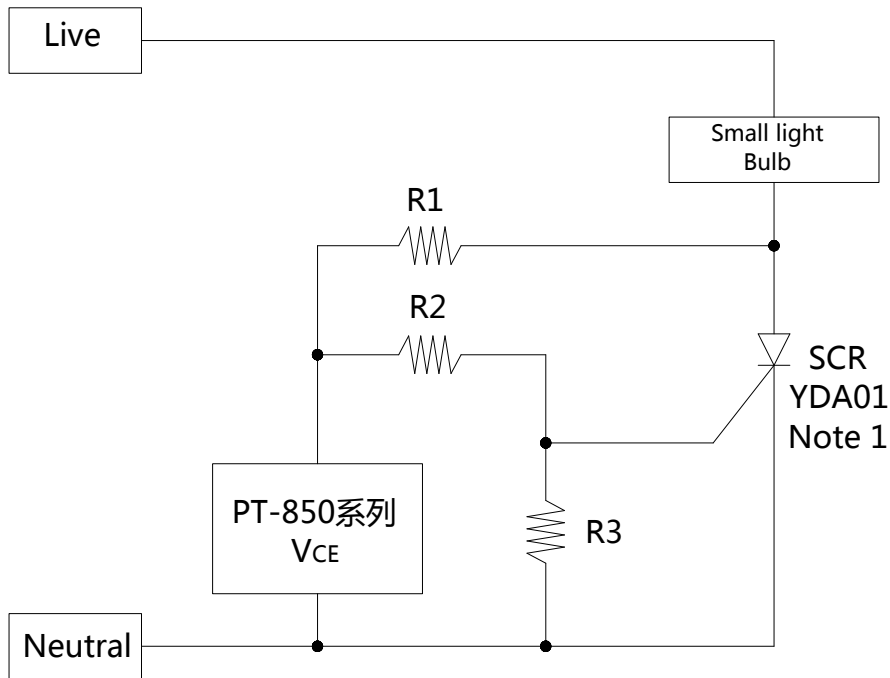 Live
Small light
Bulb
R1
R2
SCR
YDA01
Note 1
PT-850系列
VCE
R3
Neutral